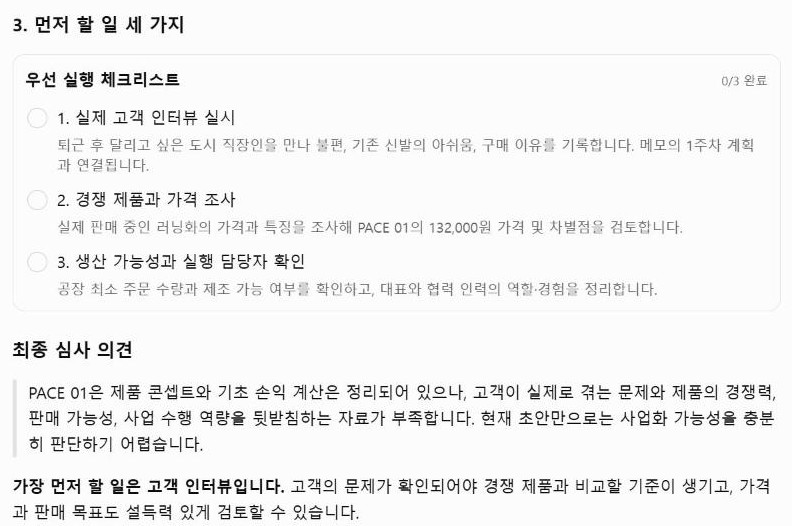 3. 먼저 할 일 세 가지
우선 실행 체크리스트
0/3 완료
1. 실제 고객 인터뷰 실시
퇴근 후 달리고 싶은 도시 직장인을 만나 불편, 기존 신발의 아쉬움, 구매 이유를 기록합니다. 메모의 1주차 계획
과 연결됩니다.
2. 경쟁 제품과 가격 조사
실제 판매 중인 러닝화의 가격과 특징을 조사해 PACE 01의 132,000원 가격 및 차별점을 검토합니다.
3. 생산 가능성과 실행 담당자 확인
공장 최소 주문 수량과 제조 가능 여부를 확인하고, 대표와 협력 인력의 역할·경험을 정리합니다.
최종 심사 의견
PACE 01은 제품 콘셉트와 기초 손익 계산은 정리되어 있으나, 고객이 실제로 겪는 문제와 제품의 경쟁력,
판매 가능성, 사업 수행 역량을 뒷받침하는 자료가 부족합니다. 현재 초안만으로는 사업화 가능성을 충분
히 판단하기 어렵습니다.
가장 먼저 할 일은 고객 인터뷰입니다. 고객의 문제가 확인되어야 경쟁 제품과 비교할 기준이 생기고, 가격
과 판매 목표도 설득력 있게 검토할 수 있습니다.